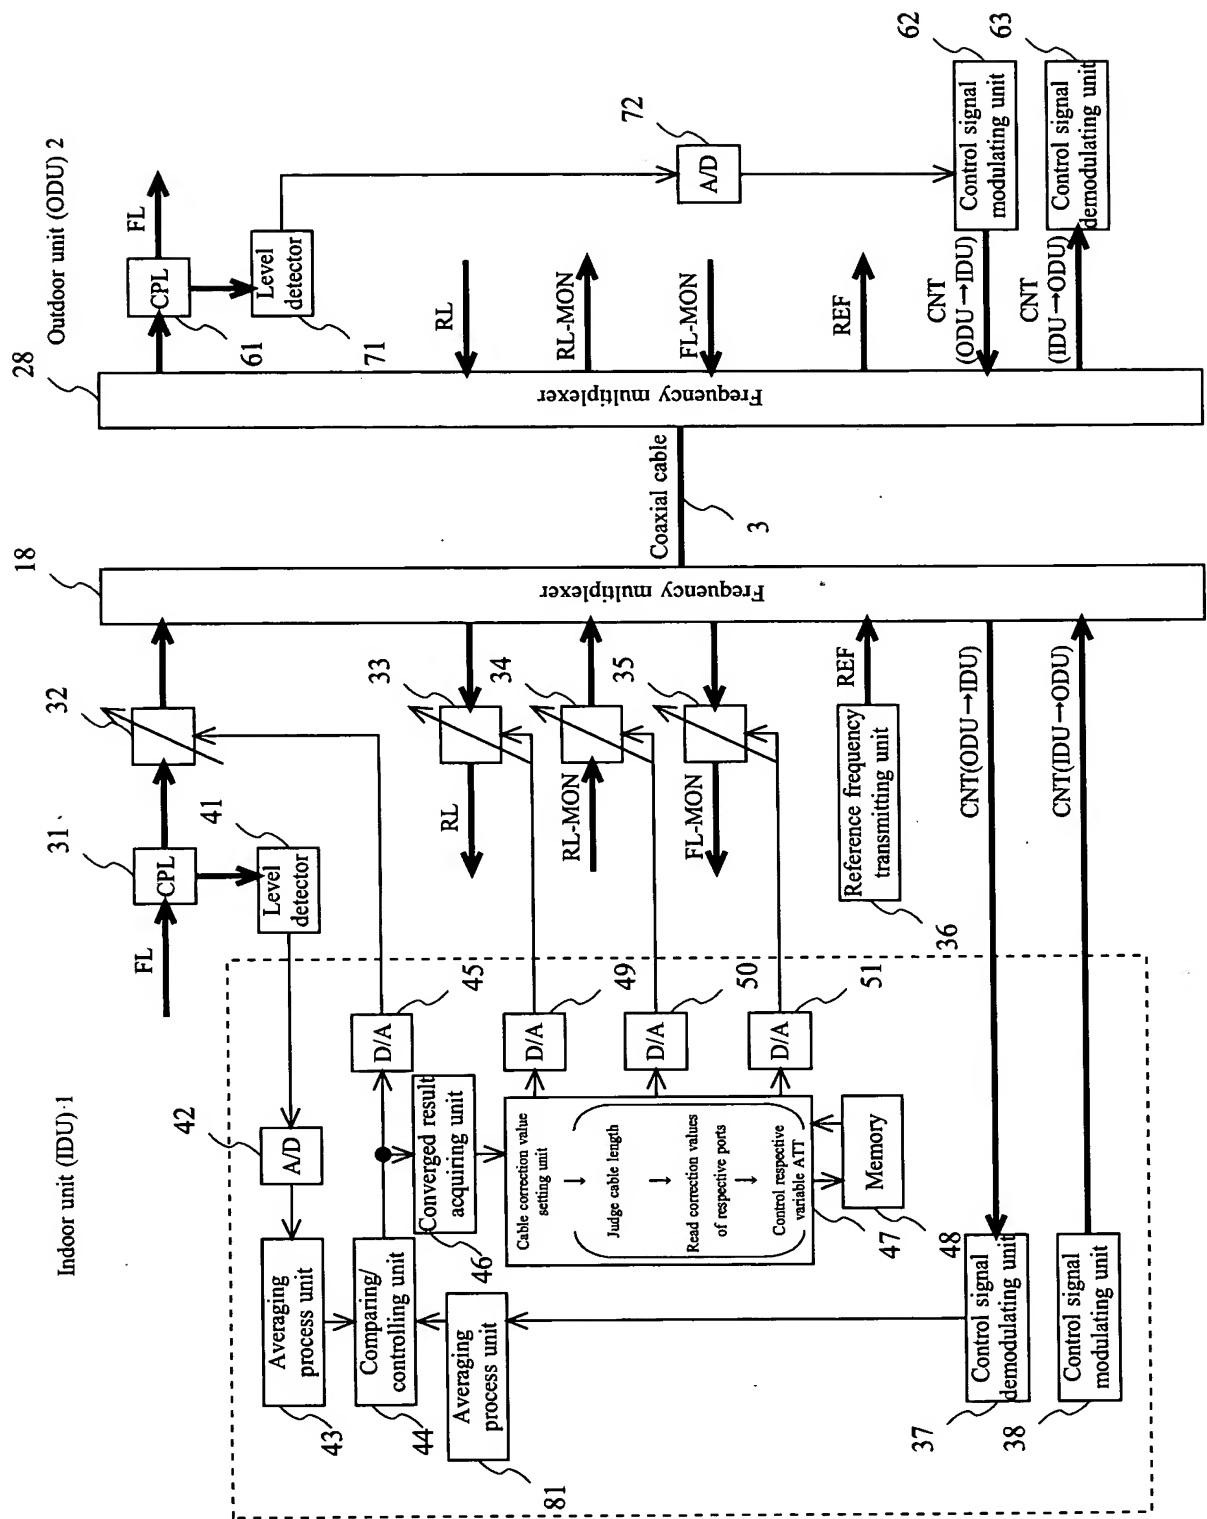 Indoor unit (IDU) 1
Outdoor unit (ODU) 2
FL
31
CPL
32
41
Level
detector
42
A/D
43
Averaging
process unit
44
Comparing/
controlling unit
81
Averaging
process unit
45
D/A
46
Converged result
acquiring unit
Cable correction value
setting unit
↓
Judge cable length
↓
Read correction values
of respective ports
↓
Control respective
variable ATT
47
Memory
48
49
D/A
50
D/A
51
D/A
33
RL
34
RL-MON
35
FL-MON
Reference frequency
transmitting unit
36
REF
37
Control signal
demodulating unit
CNT(ODU→IDU)
38
Control signal
modulating unit
CNT(IDU→ODU)
18
Frequency multiplexer
Coaxial cable
3
28
Frequency multiplexer
61
CPL
FL
Level
detector
71
72
A/D
RL
RL-MON
FL-MON
REF
CNT
(ODU→IDU)
62
Control signal
modulating unit
CNT
(IDU→ODU)
63
Control signal
demodulating unit